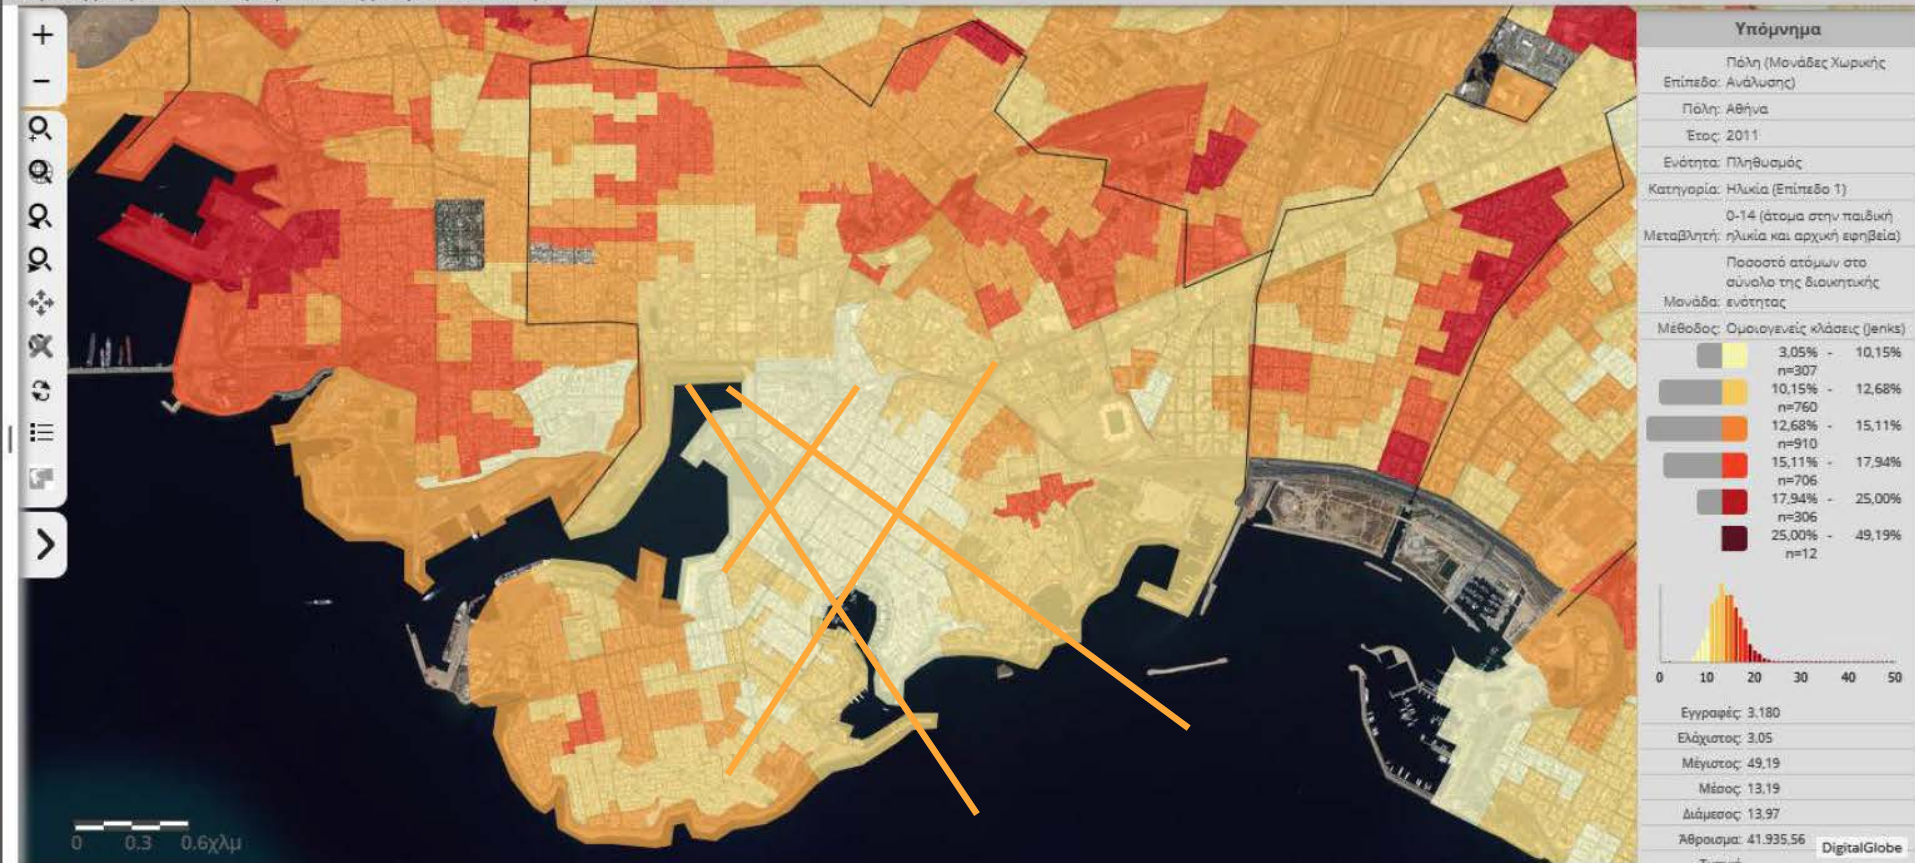 Υπόμνημα
Πόλη (Μονάδες Χωρικής
Επίπεδο: Ανάλυσης)
Πόλη: Αθήνα
Έτος: 2011
Ενότητα: Πληθυσμός
Κατηγορία: Ηλικία (Επίπεδο 1)
0-14 (άτομα στην παιδική
Μεταβλητή: ηλικία και αρχική εφηβεία)
Ποσοστό ατόμων στο
σύνολο της διοικητικής
Μονάδα: ενότητας
Μέθοδος: Ομοιογενείς κλάσεις (Jenks)
3,05% - 10,15%
n=307
10,15% - 12,68%
n=760
12,68% - 15,11%
n=910
15,11% - 17,94%
n=706
17,94% - 25,00%
n=306
25,00% - 49,19%
n=12
0 10 20 30 40 50
Εγγραφές: 3.180
Ελάχιστος: 3,05
Μέγιστος: 49,19
Μέσος: 13,19
Διάμεσος: 13,97
Άθροισμα: 41.935,56
DigitalGlobe
0 0.3 0.6χλμ